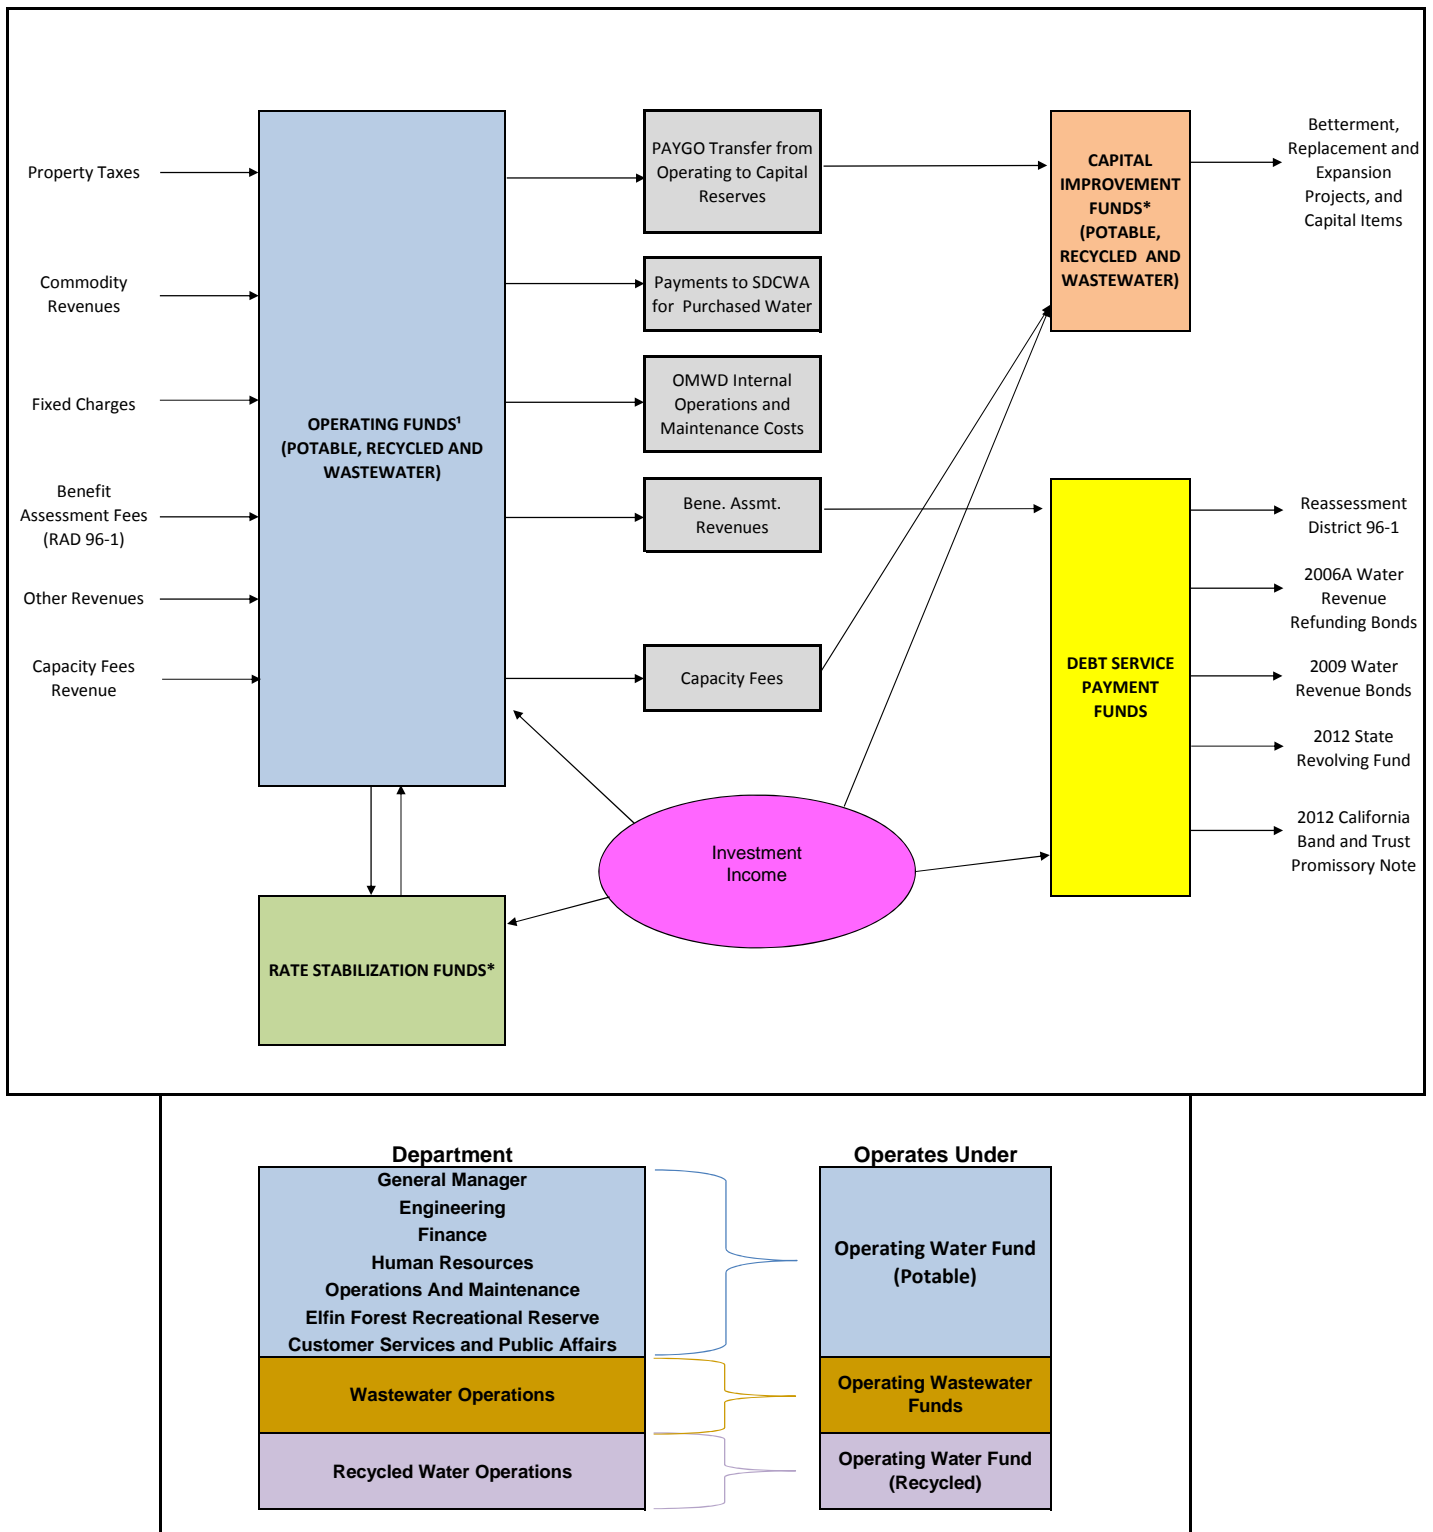 Property Taxes
Commodity
Revenues
Fixed Charges
Benefit
Assessment Fees
(RAD 96-1)
Other Revenues
Capacity Fees
Revenue
OPERATING FUNDS¹
(POTABLE, RECYCLED AND
WASTEWATER)
PAYGO Transfer from
Operating to Capital
Reserves
Payments to SDCWA
for Purchased Water
OMWD Internal
Operations and
Maintenance Costs
Bene. Assmt.
Revenues
Capacity Fees
CAPITAL
IMPROVEMENT
FUNDS*
(POTABLE,
RECYCLED AND
WASTEWATER)
Betterment,
Replacement and
Expansion
Projects, and
Capital Items
DEBT SERVICE
PAYMENT
FUNDS
Reassessment
District 96-1
2006A Water
Revenue
Refunding Bonds
2009 Water
Revenue Bonds
2012 State
Revolving Fund
2012 California
Band and Trust
Promissory Note
Investment
Income
RATE STABILIZATION FUNDS*
Department
General Manager
Engineering
Finance
Human Resources
Operations And Maintenance
Elfin Forest Recreational Reserve
Customer Services and Public Affairs
Wastewater Operations
Recycled Water Operations
Operates Under
Operating Water Fund
(Potable)
Operating Wastewater
Funds
Operating Water Fund
(Recycled)